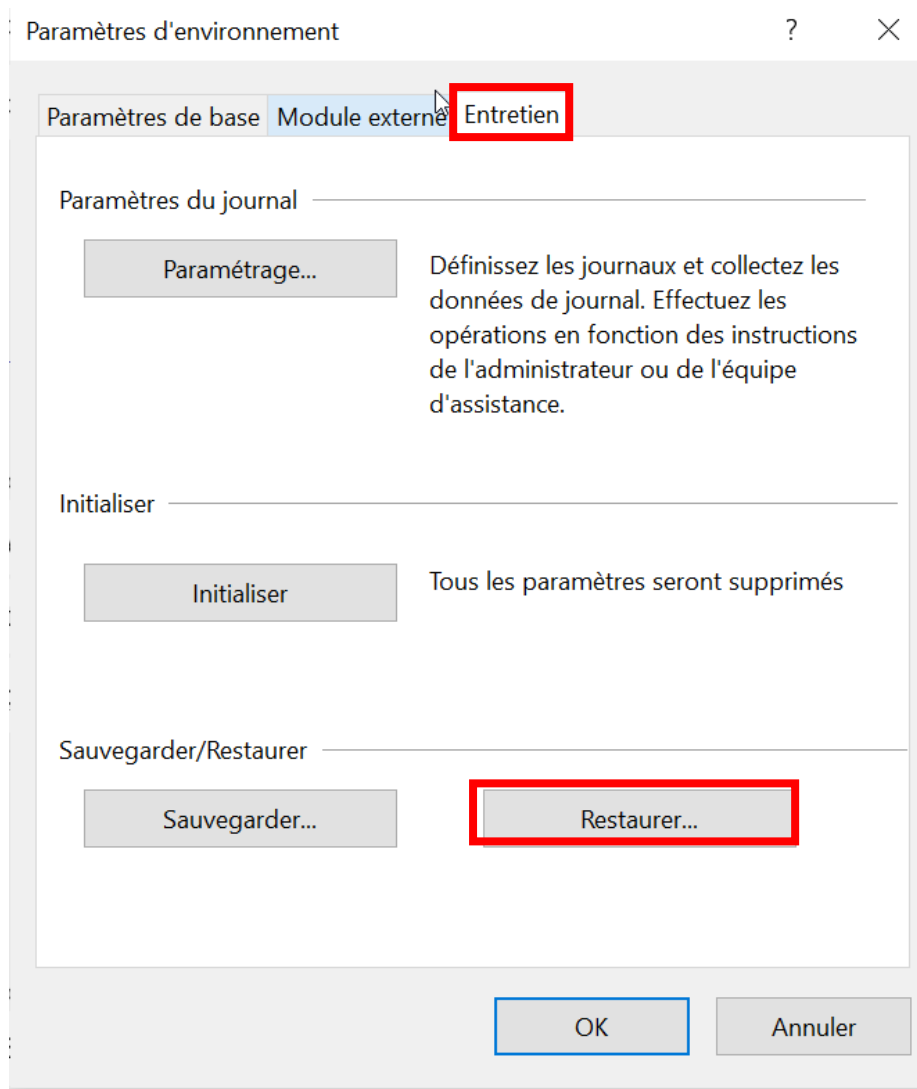 Paramètres d'environnement ?
Paramètres de base Module externe Entretien
Paramètres du journal
Paramétrage...
Définissez les journaux et collectez les
données de journal. Effectuez les
opérations en fonction des instructions
de l'administrateur ou de l'équipe
d'assistance.
Initialiser
Initialiser
Tous les paramètres seront supprimés
Sauvegarder/Restaurer
Sauvegarder... Restaurer...
OK Annuler